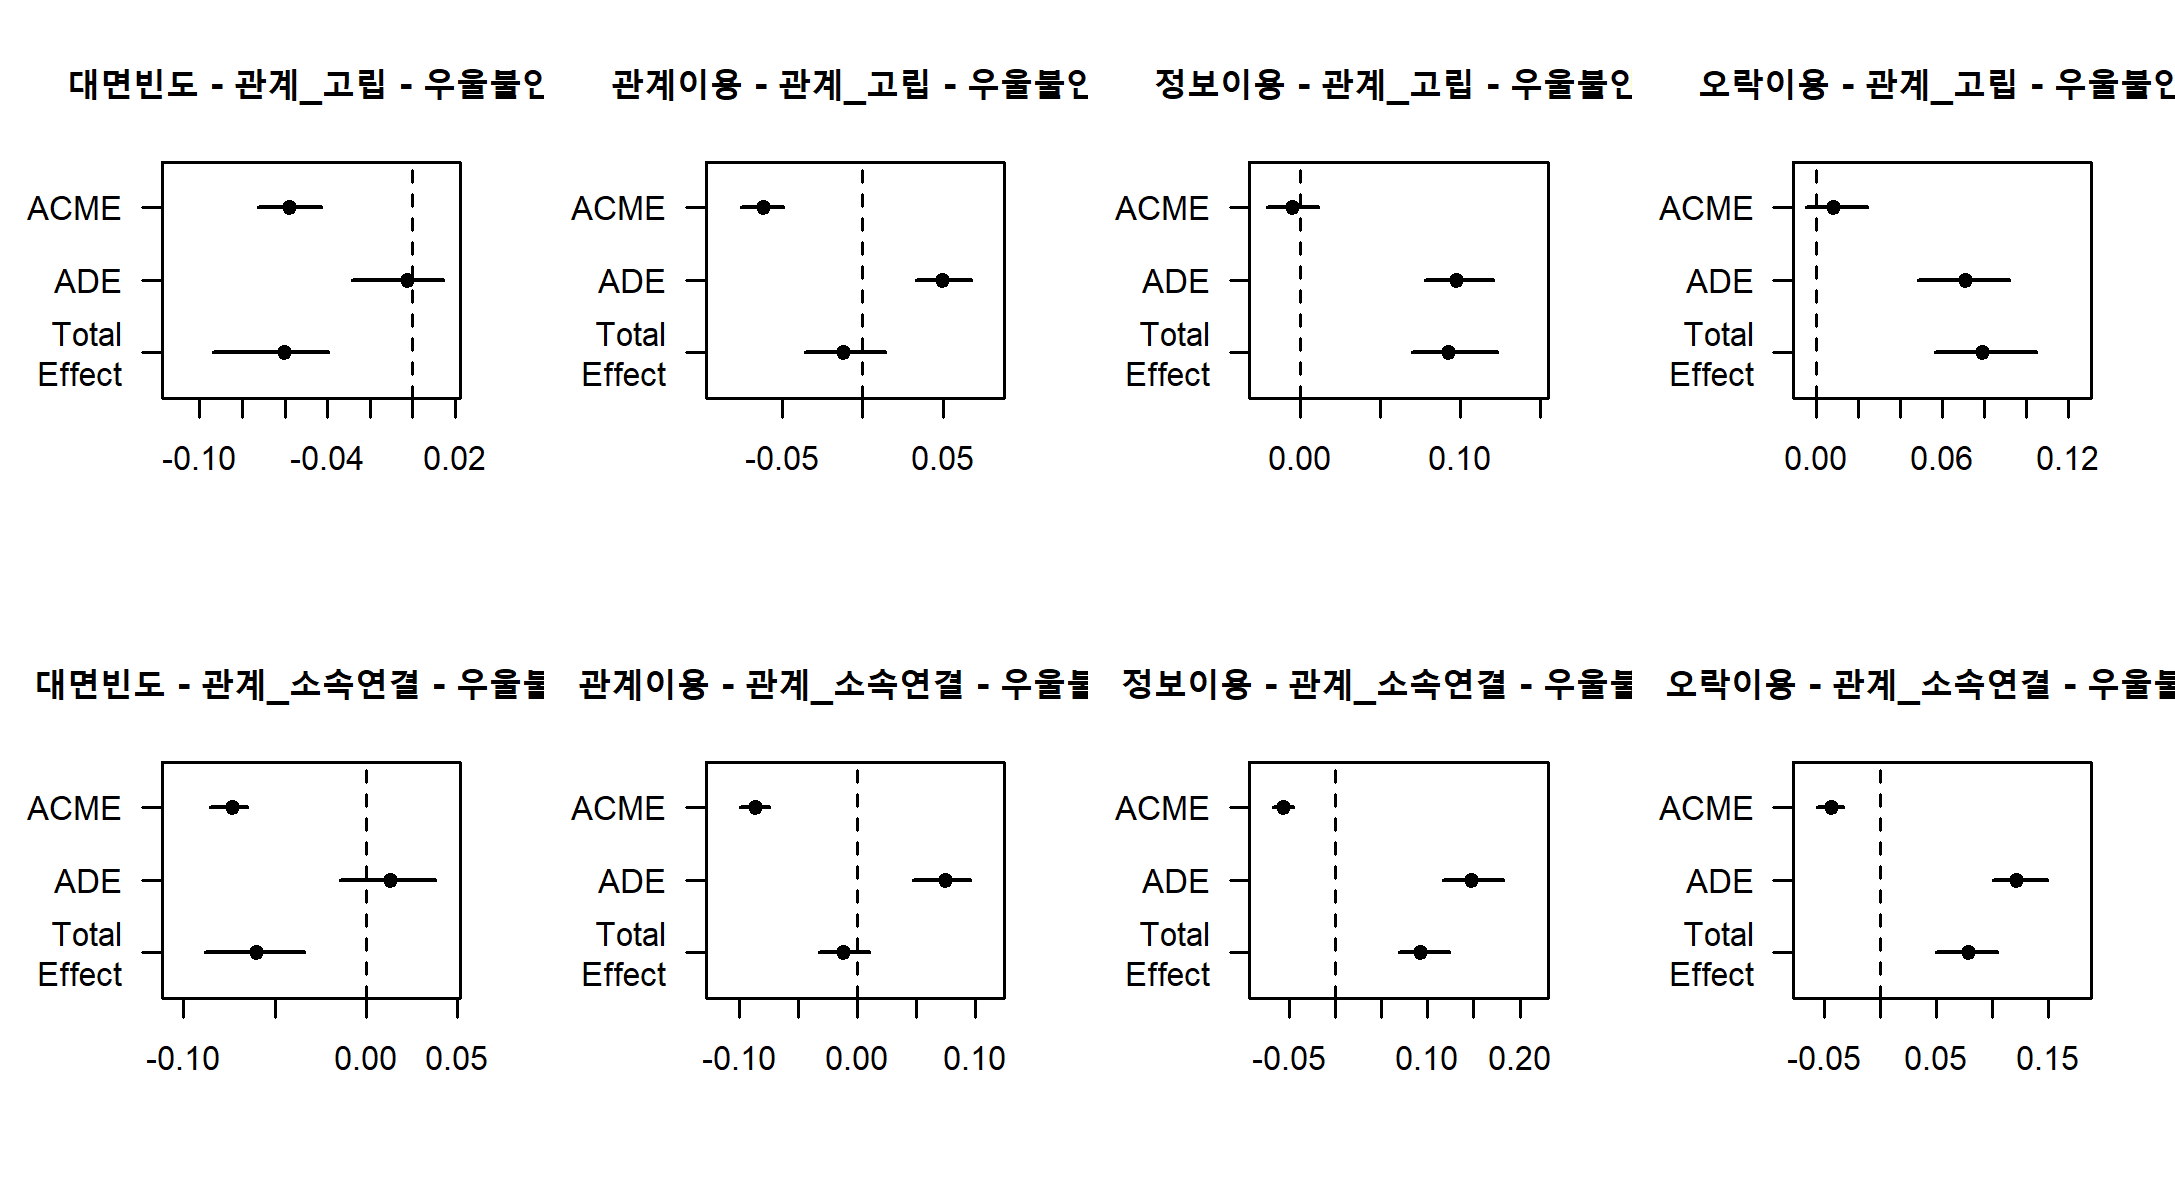 대면빈도 - 관계_고립 - 우울불
ACME
ADE
Total
Effect
-0.10 -0.04 0.02
관계이용 - 관계_고립 - 우울불
ACME
ADE
Total
Effect
-0.05 0.05
정보이용 - 관계_고립 - 우울불
ACME
ADE
Total
Effect
0.00 0.10
오락이용 - 관계_고립 - 우울불
ACME
ADE
Total
Effect
0.00 0.06 0.12
대면빈도 - 관계_소속연결 - 우울
ACME
ADE
Total
Effect
-0.10 0.00 0.05
관계이용 - 관계_소속연결 - 우울
ACME
ADE
Total
Effect
-0.10 0.00 0.10
정보이용 - 관계_소속연결 - 우울
ACME
ADE
Total
Effect
-0.05 0.10 0.20
오락이용 - 관계_소속연결 - 우울
ACME
ADE
Total
Effect
-0.05 0.05 0.15